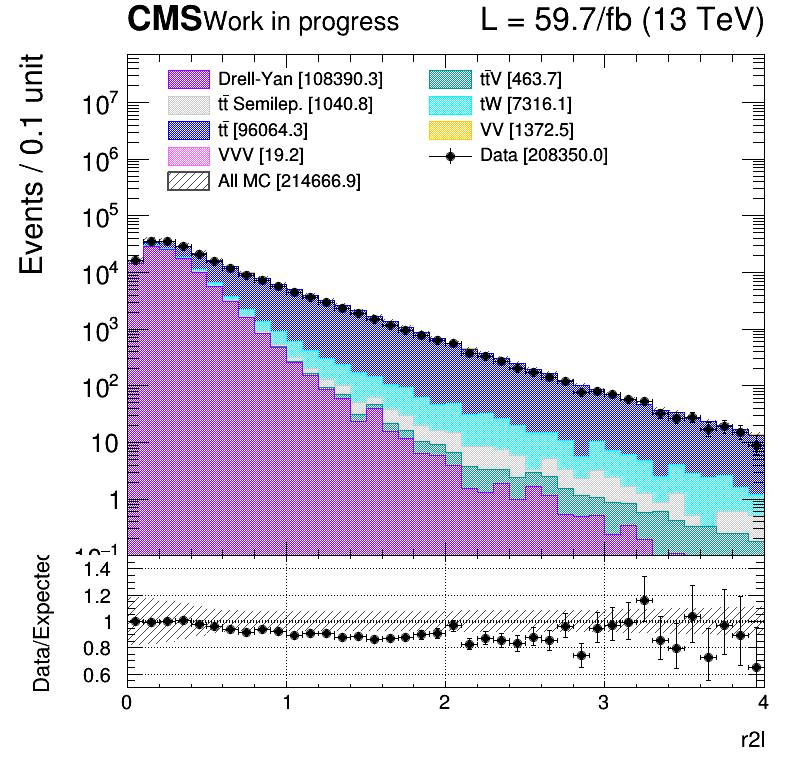 CMS Work in progress L = 59.7/fb (13 TeV)
Events / 0.1 unit
Drell-Yan [108390.3]
tt̄ Semilep. [1040.8]
tt̄ [96064.3]
VVV [19.2]
All MC [214666.9]
tt̄V [463.7]
tW [7316.1]
VV [1372.5]
Data [208350.0]
10⁷
10⁶
10⁵
10⁴
10³
10²
10
1
10⁻¹
Data/Expected
1.4
1.2
1
0.8
0.6
0 1 2 3 4
r2l